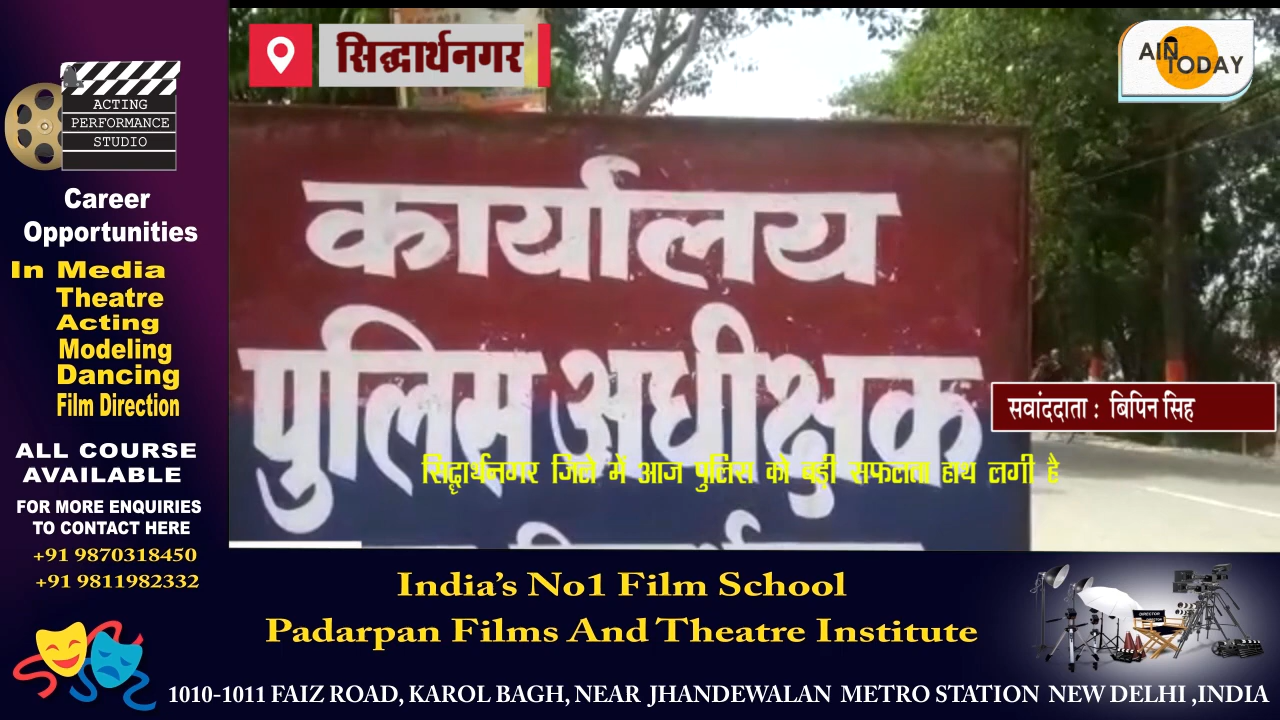 सिद्धार्थनगर
AIN TODAY
ACTING
PERFORMANCE
STUDIO
Career
Opportunities
In Media
Theatre
Acting
Modeling
Dancing
Film Direction
ALL COURSE
AVAILABLE
FOR MORE ENQUIRIES
TO CONTACT HERE
+91 9870318450
+91 9811982332
कार्यालय
पुलिस अधीक्षक
सवांददाता : बिपिन सिह
सिद्धार्थनगर जिले में आज पुलिस को बड़ी सफलता हाथ लगी है
DIRECTOR
India's No1 Film School
Padarpan Films And Theatre Institute
1010-1011 FAIZ ROAD, KAROL BAGH, NEAR JHANDEWALAN METRO STATION NEW DELHI ,INDIA